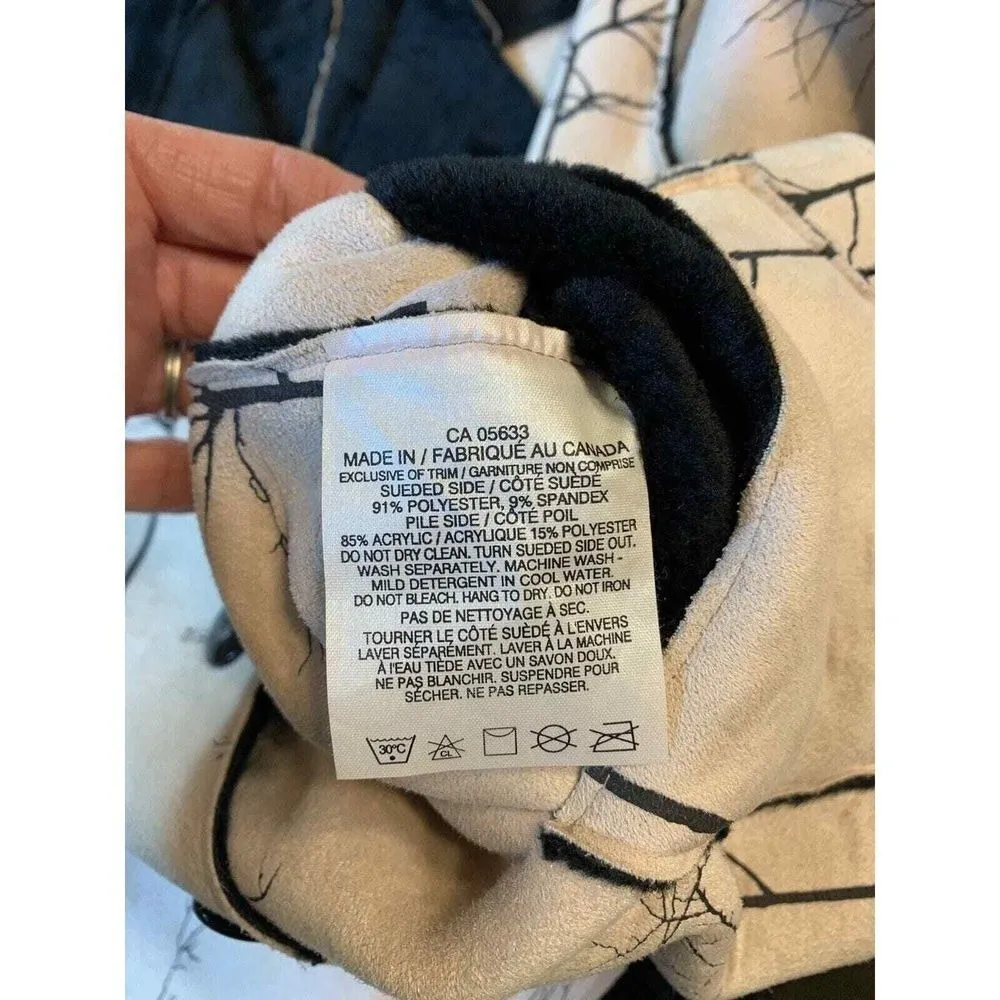 CA 05633
MADE IN / FABRIQUÉ AU CANADA
EXCLUSIVE OF TRIM / GARNITURE NON COMPRISE
SUEDED SIDE / CÔTÉ SUÈDE
91% POLYESTER, 9% SPANDEX
PILE SIDE / CÔTÉ POIL
85% ACRYLIC / ACRYLIQUE 15% POLYESTER
DO NOT DRY CLEAN. TURN SUEDED SIDE OUT.
WASH SEPARATELY. MACHINE WASH -
MILD DETERGENT IN COOL WATER.
DO NOT BLEACH. HANG TO DRY. DO NOT IRON
PAS DE NETTOYAGE À SEC.
TOURNER LE CÔTÉ SUÈDE À L'ENVERS
LAVER SÉPARÉMENT. LAVER À LA MACHINE
À l'EAU TIÈDE AVEC UN SAVON DOUX.
NE PAS BLANCHIR. SUSPENDRE POUR
SÉCHER. NE PAS REPASSER.
30°C CL